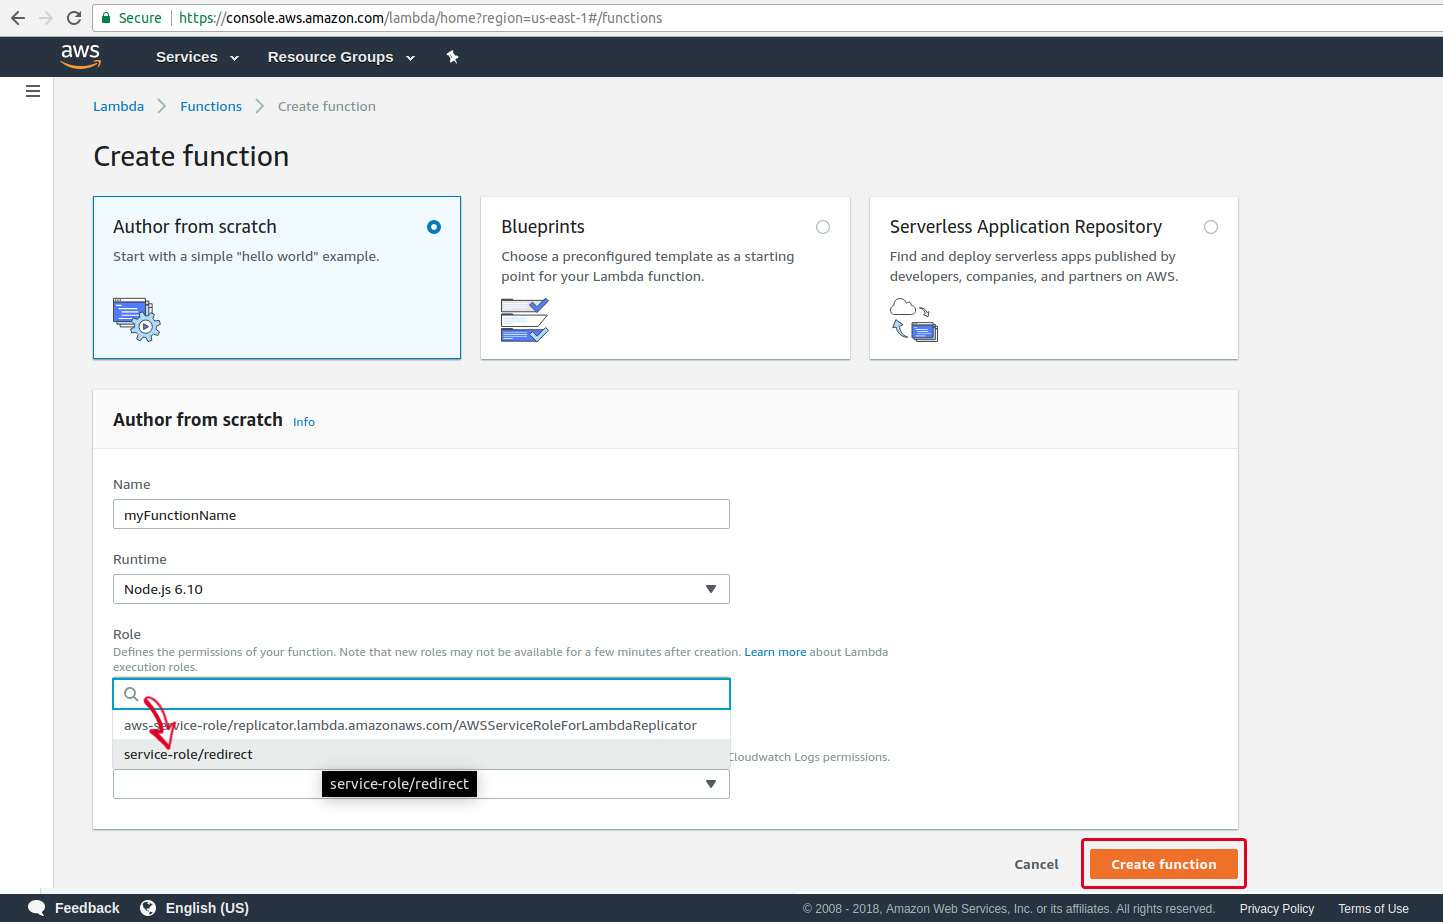 Secure https://console.aws.amazon.com/lambda/home?region=us-east-1#/functions
aws Services Resource Groups
Lambda Functions Create function
Create function
Author from scratch
Start with a simple "hello world" example.
Blueprints
Choose a preconfigured template as a starting
point for your Lambda function.
Serverless Application Repository
Find and deploy serverless apps published by
developers, companies, and partners on AWS.
Author from scratch Info
Name
myFunctionName
Runtime
Node.js 6.10
Role
Defines the permissions of your function. Note that new roles may not be available for a few minutes after creation. Learn more about Lambda
execution roles.
aws-service-role/replicator.lambda.amazonaws.com/AWSServiceRoleForLambdaReplicator
service-role/redirect
Cloudwatch Logs permissions.
service-role/redirect
Cancel Create function
Feedback English (US) © 2008 - 2018, Amazon Web Services, Inc. or its affiliates. All rights reserved. Privacy Policy Terms of Use